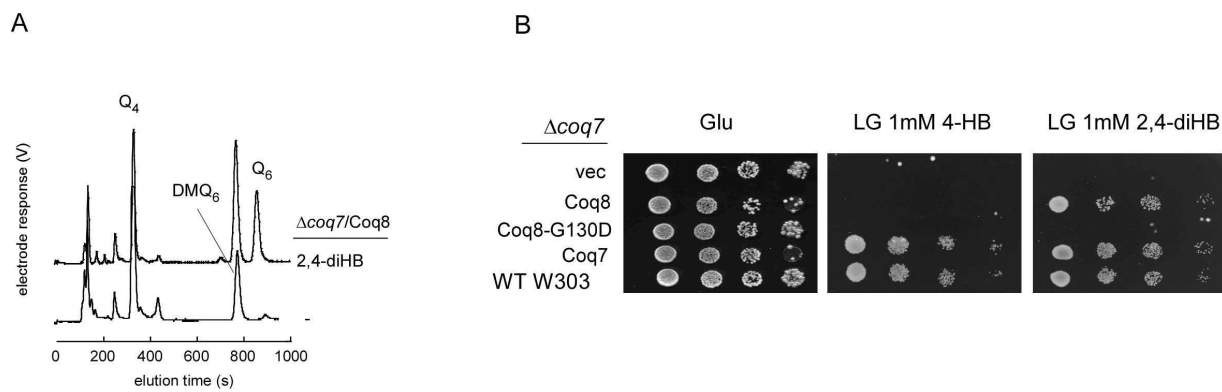 A
electrode response (V)
Q4
DMQ6
Q6
Δcoq7/Coq8
2,4-diHB
-
0 200 400 600 800 1000
elution time (s)
B
Δcoq7 Glu LG 1mM 4-HB LG 1mM 2,4-diHB
vec
Coq8
Coq8-G130D
Coq7
WT W303